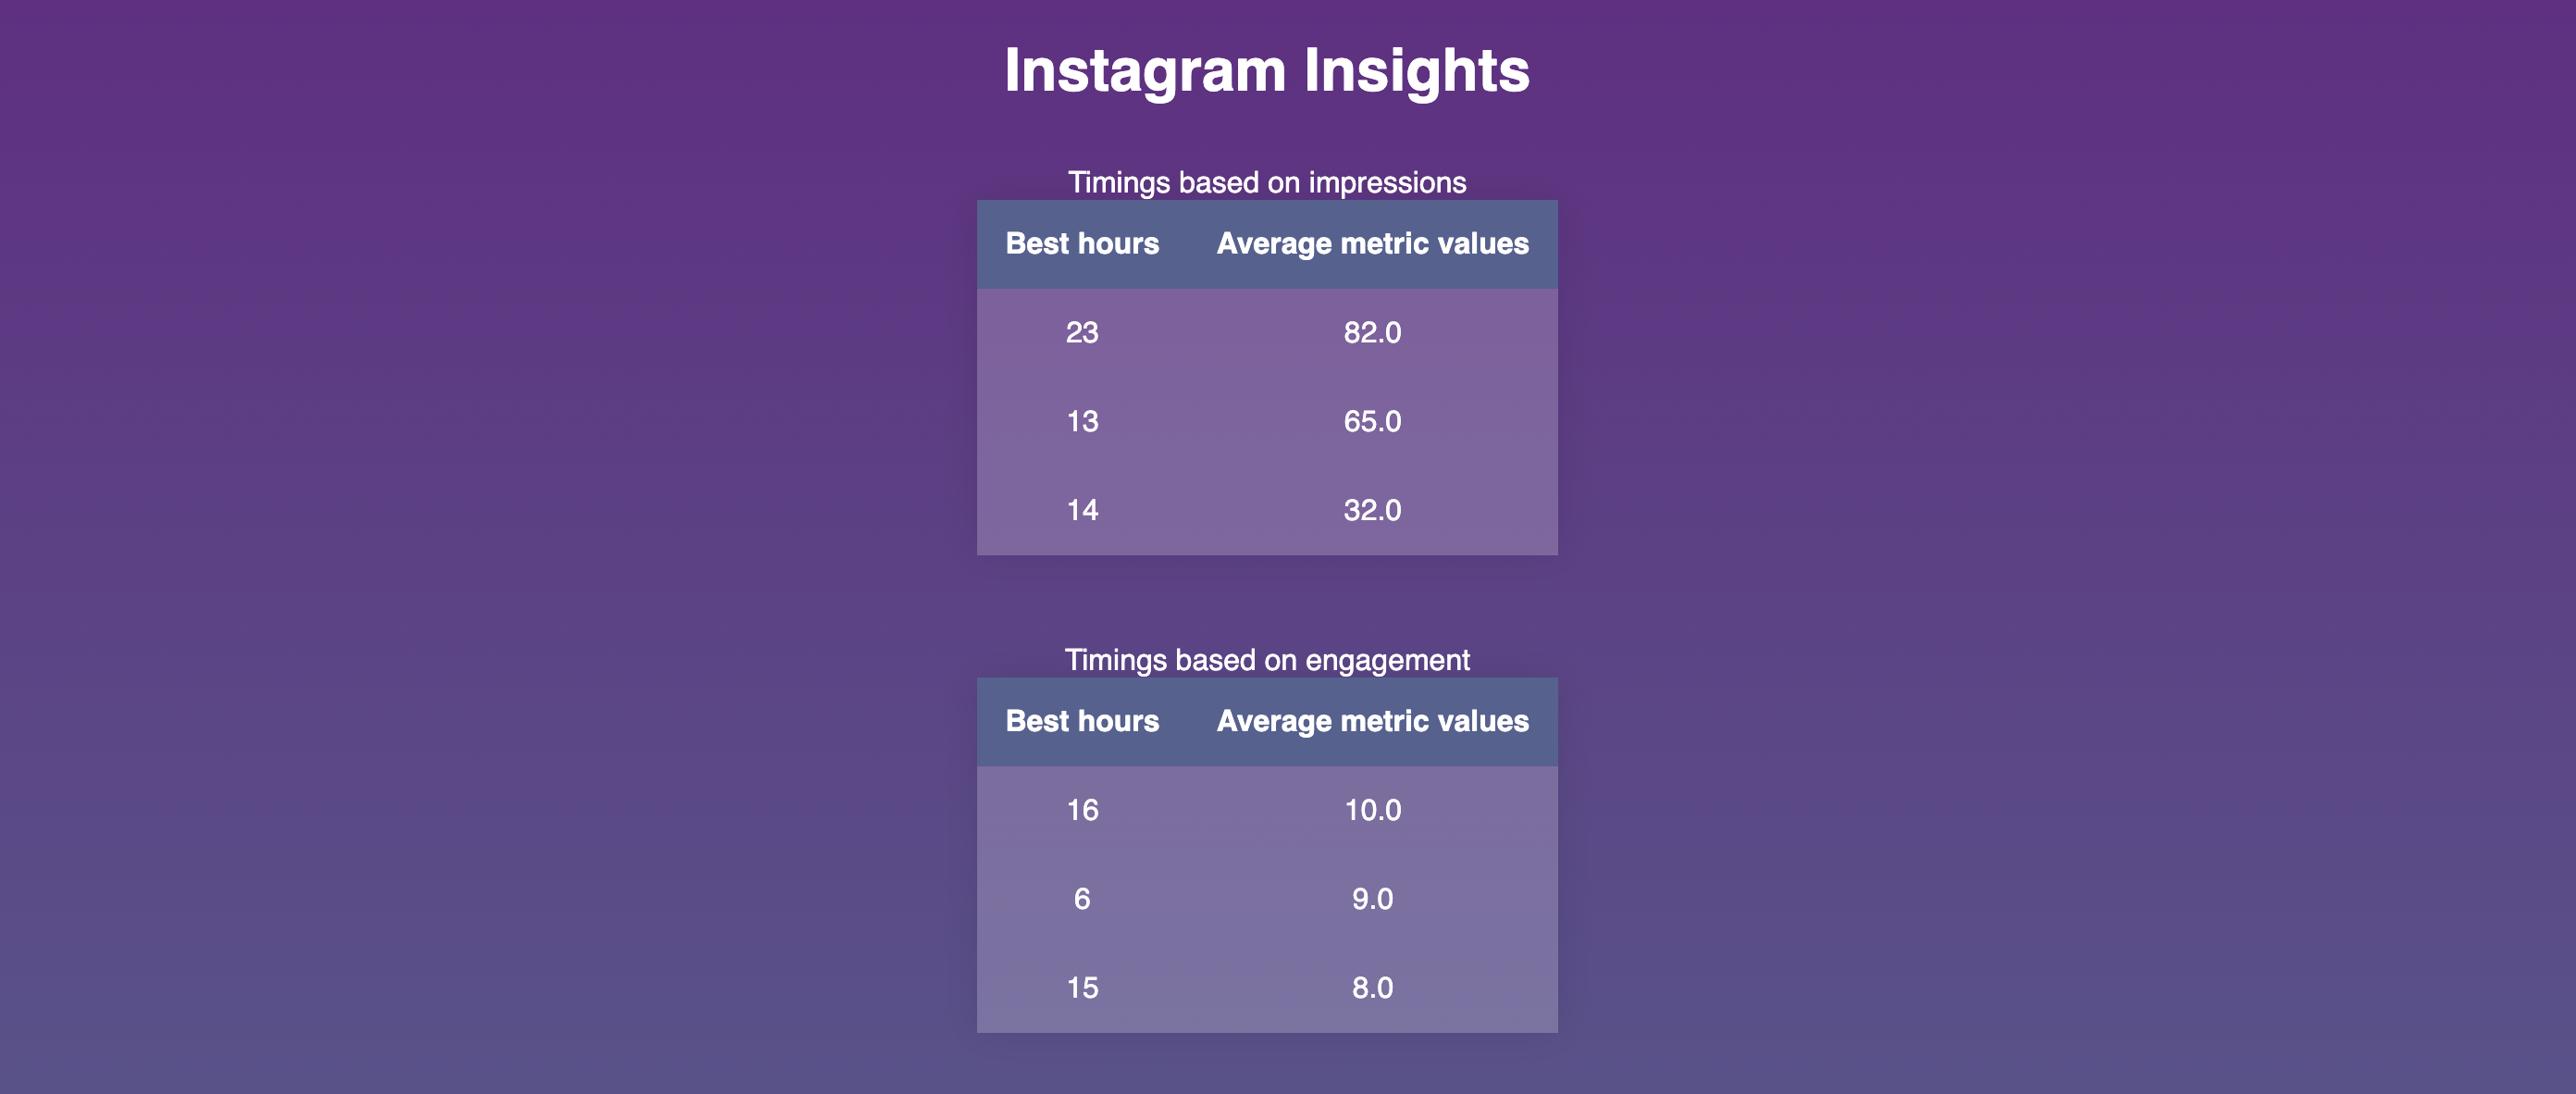 Instagram Insights
Timings based on impressions
Best hours Average metric values
23 82.0
13 65.0
14 32.0
Timings based on engagement
Best hours Average metric values
16 10.0
6 9.0
15 8.0